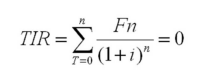 TIR = \sum_{T=0}^{n} \frac{Fn}{(1+i)^n} = 0